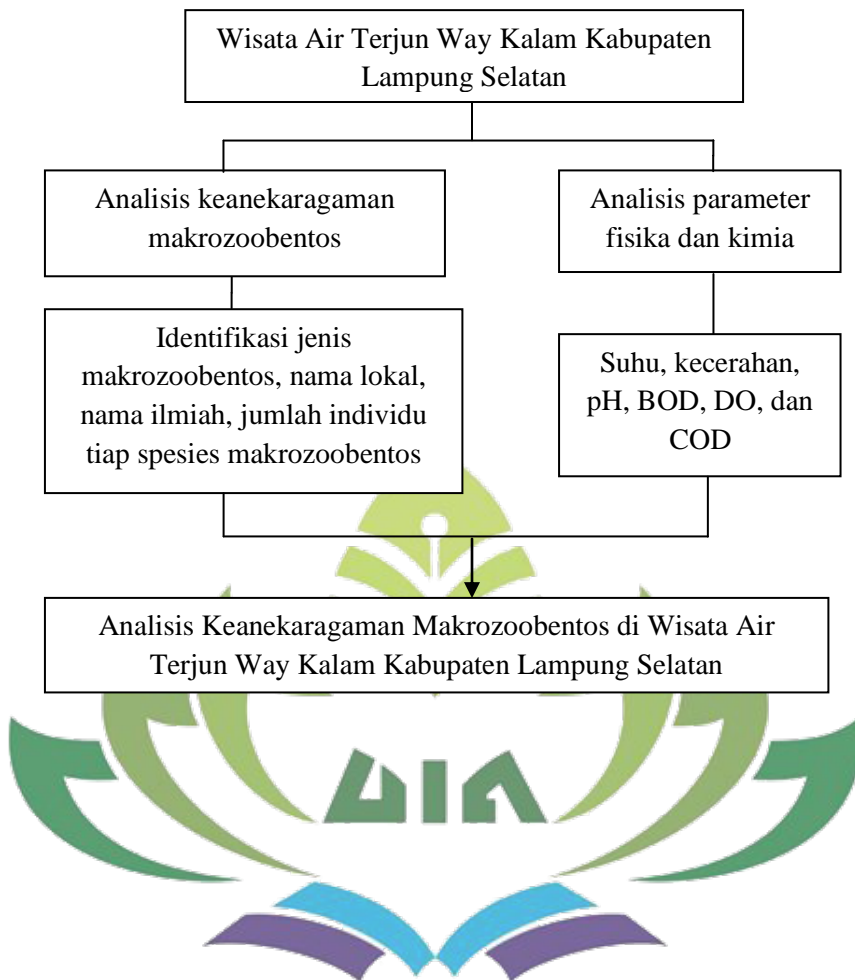 Wisata Air Terjun Way Kalam Kabupaten
Lampung Selatan
Analisis keanekaragaman
makrozoobentos
Analisis parameter
fisika dan kimia
Identifikasi jenis
makrozoobentos, nama lokal,
nama ilmiah, jumlah individu
tiap spesies makrozoobentos
Suhu, kecerahan,
pH, BOD, DO, dan
COD
Analisis Keanekaragaman Makrozoobentos di Wisata Air
Terjun Way Kalam Kabupaten Lampung Selatan
UIN